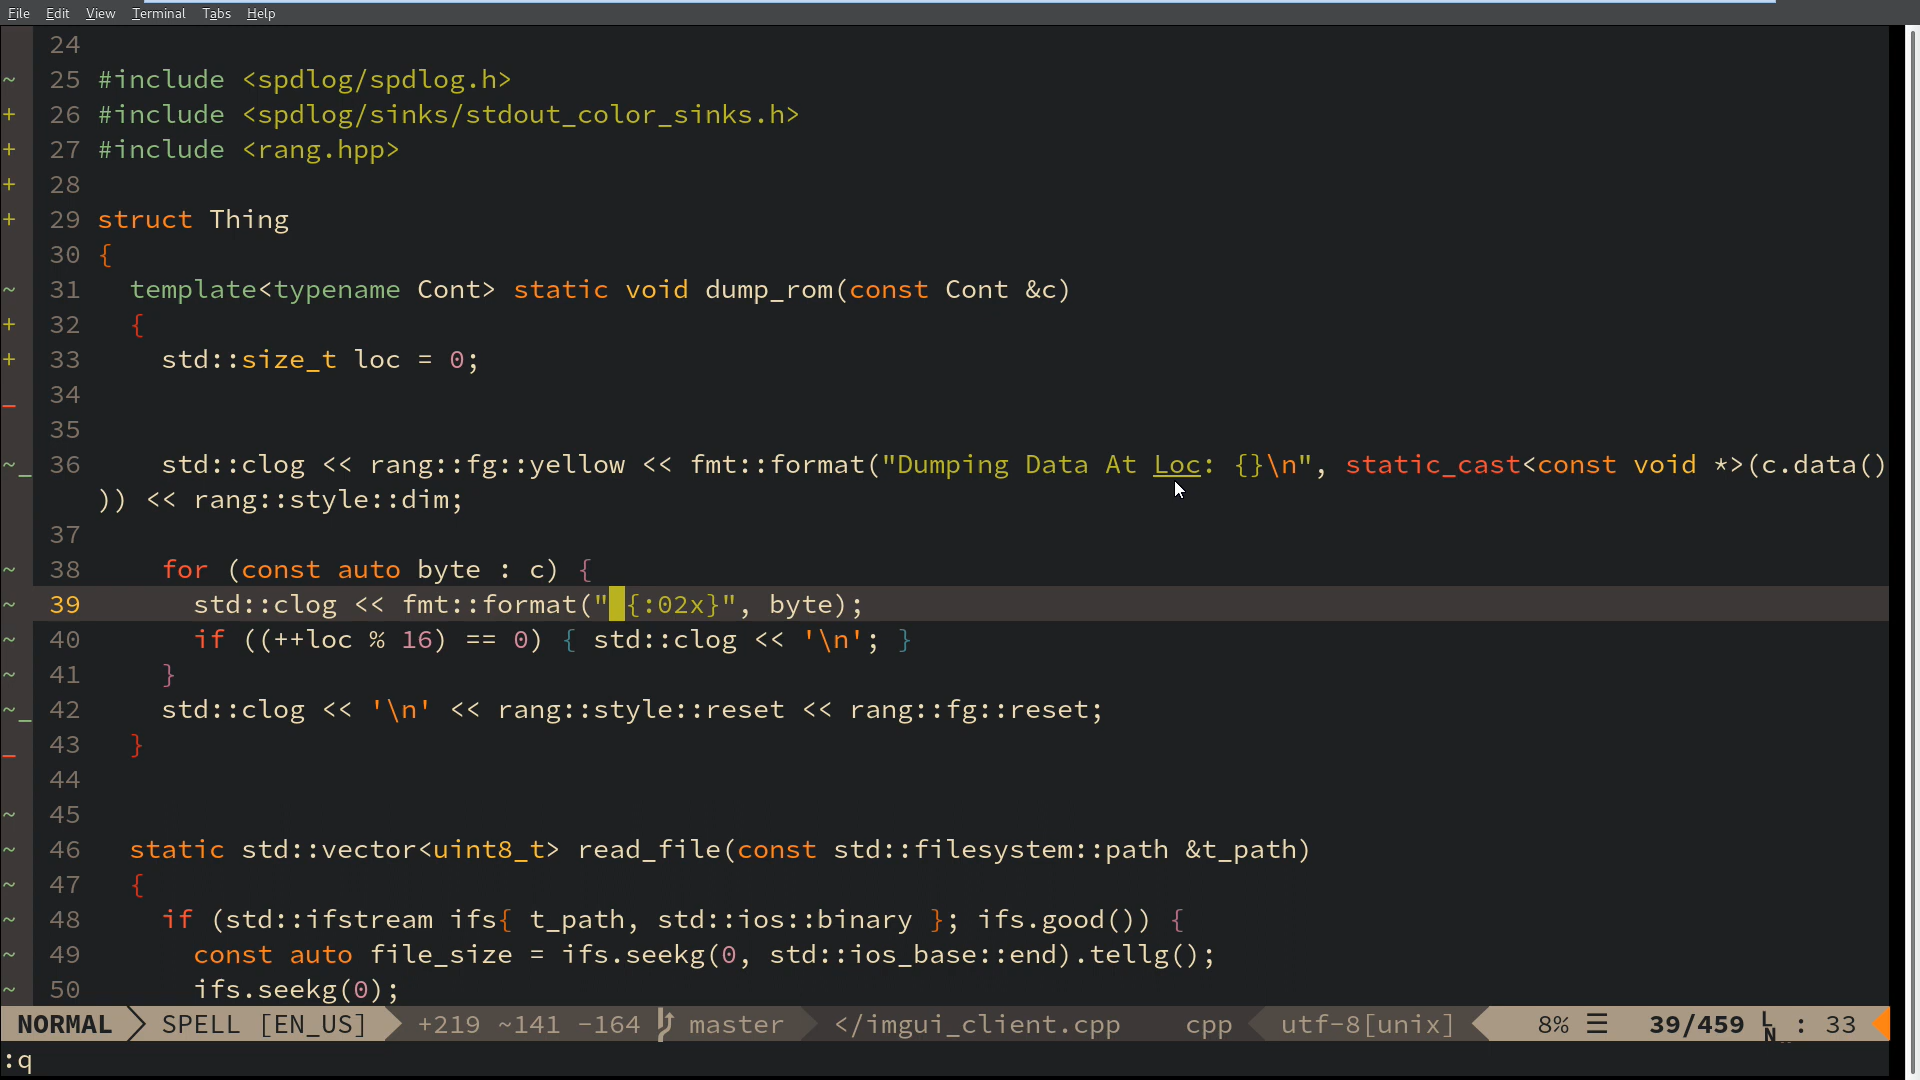 File Edit View Terminal Tabs Help
24
~ 25 #include <spdlog/spdlog.h>
+ 26 #include <spdlog/sinks/stdout_color_sinks.h>
+ 27 #include <rang.hpp>
+ 28
+ 29 struct Thing
30 {
~ 31   template<typename Cont> static void dump_rom(const Cont &c)
+ 32   {
+ 33     std::size_t loc = 0;
_ 34
35
~_ 36     std::clog << rang::fg::yellow << fmt::format("Dumping Data At Loc: {}\n", static_cast<const void *>(c.data()
)) << rang::style::dim;
37
~ 38     for (const auto byte : c) {
~ 39       std::clog << fmt::format(" {:02x}", byte);
~ 40       if ((++loc % 16) == 0) { std::clog << '\n'; }
~ 41     }
~_ 42     std::clog << '\n' << rang::style::reset << rang::fg::reset;
_ 43   }
44
~ 45
~ 46   static std::vector<uint8_t> read_file(const std::filesystem::path &t_path)
~ 47   {
~ 48     if (std::ifstream ifs{ t_path, std::ios::binary }; ifs.good()) {
~ 49       const auto file_size = ifs.seekg(0, std::ios_base::end).tellg();
~ 50       ifs.seekg(0);
NORMAL SPELL [EN_US] +219 ~141 -164 master </imgui_client.cpp cpp utf-8[unix] 8% ☰ 39/459 LN : 33
:q